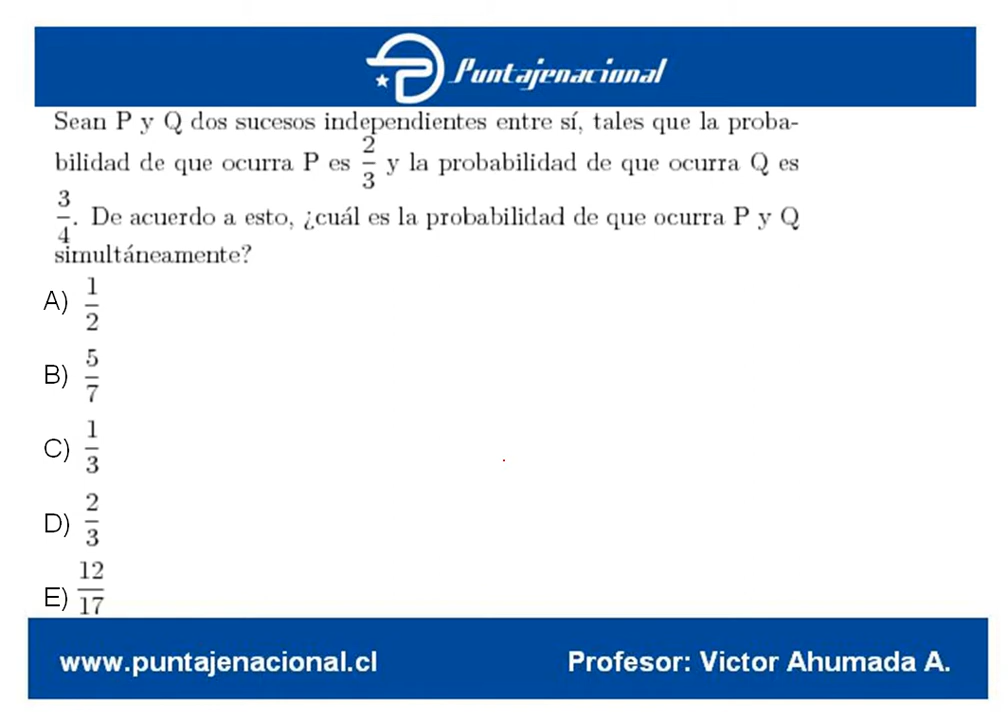 Puntajenacional
Sean P y Q dos sucesos independientes entre sí, tales que la proba-
bilidad de que ocurra P es 2/3 y la probabilidad de que ocurra Q es
3/4. De acuerdo a esto, ¿cuál es la probabilidad de que ocurra P y Q
simultáneamente?
A) 1/2
B) 5/7
C) 1/3
D) 2/3
E) 12/17
www.puntajenacional.cl Profesor: Victor Ahumada A.